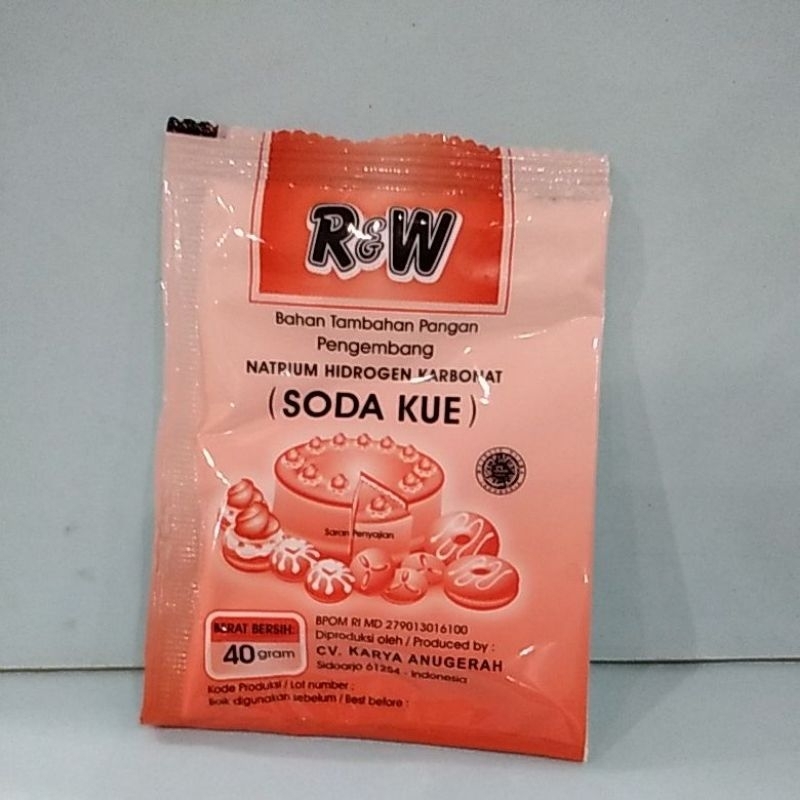 R&W
Bahan Tambahan Pangan
Pengembang
NATRIUM HIDROGEN KARBONAT
(SODA KUE)
Saran Penyajian
BERAT BERSIH:
40 gram
BPOM RI MD 279013016100
Diproduksi oleh / Produced by :
CV. KARYA ANUGERAH
Sidoarjo 61254 - Indonesia
Kode Produksi / Lot number :
Baik digunakan sebelum / Best before :